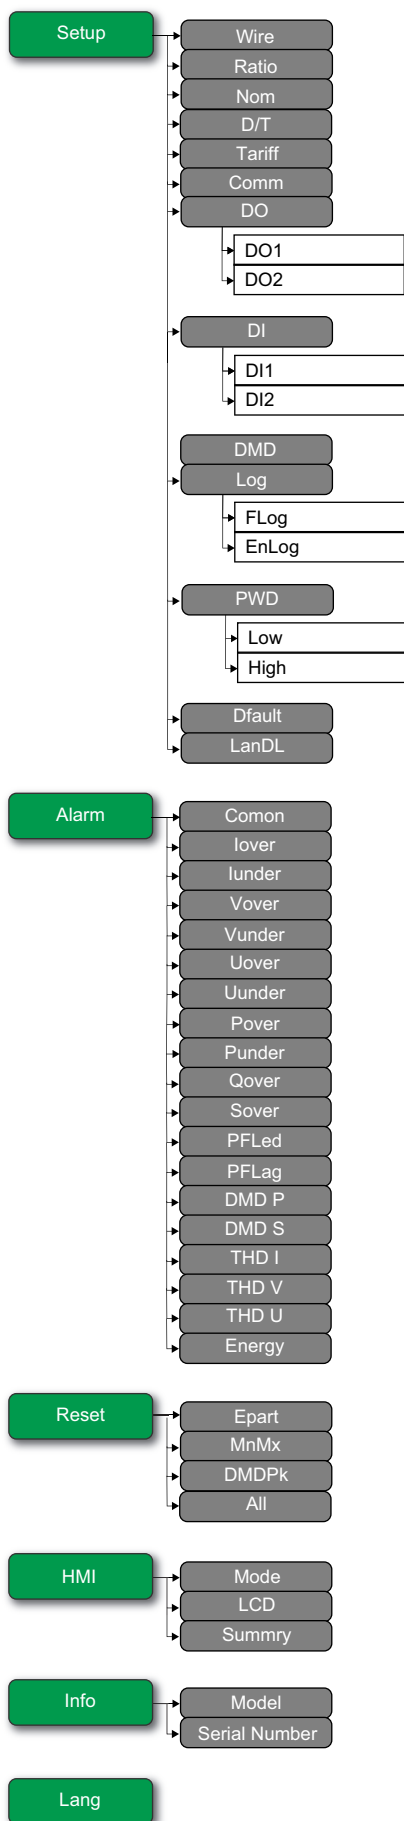 Setup
Wire
Ratio
Nom
D/T
Tariff
Comm
DO
DO1
DO2
DI
DI1
DI2
DMD
Log
FLog
EnLog
PWD
Low
High
Dfault
LanDL
Alarm
Comon
Iover
Iunder
Vover
Vunder
Uover
Uunder
Pover
Punder
Qover
Sover
PFLed
PFLag
DMD P
DMD S
THD I
THD V
THD U
Energy
Reset
Epart
MnMx
DMDPk
All
HMI
Mode
LCD
Summry
Info
Model
Serial Number
Lang